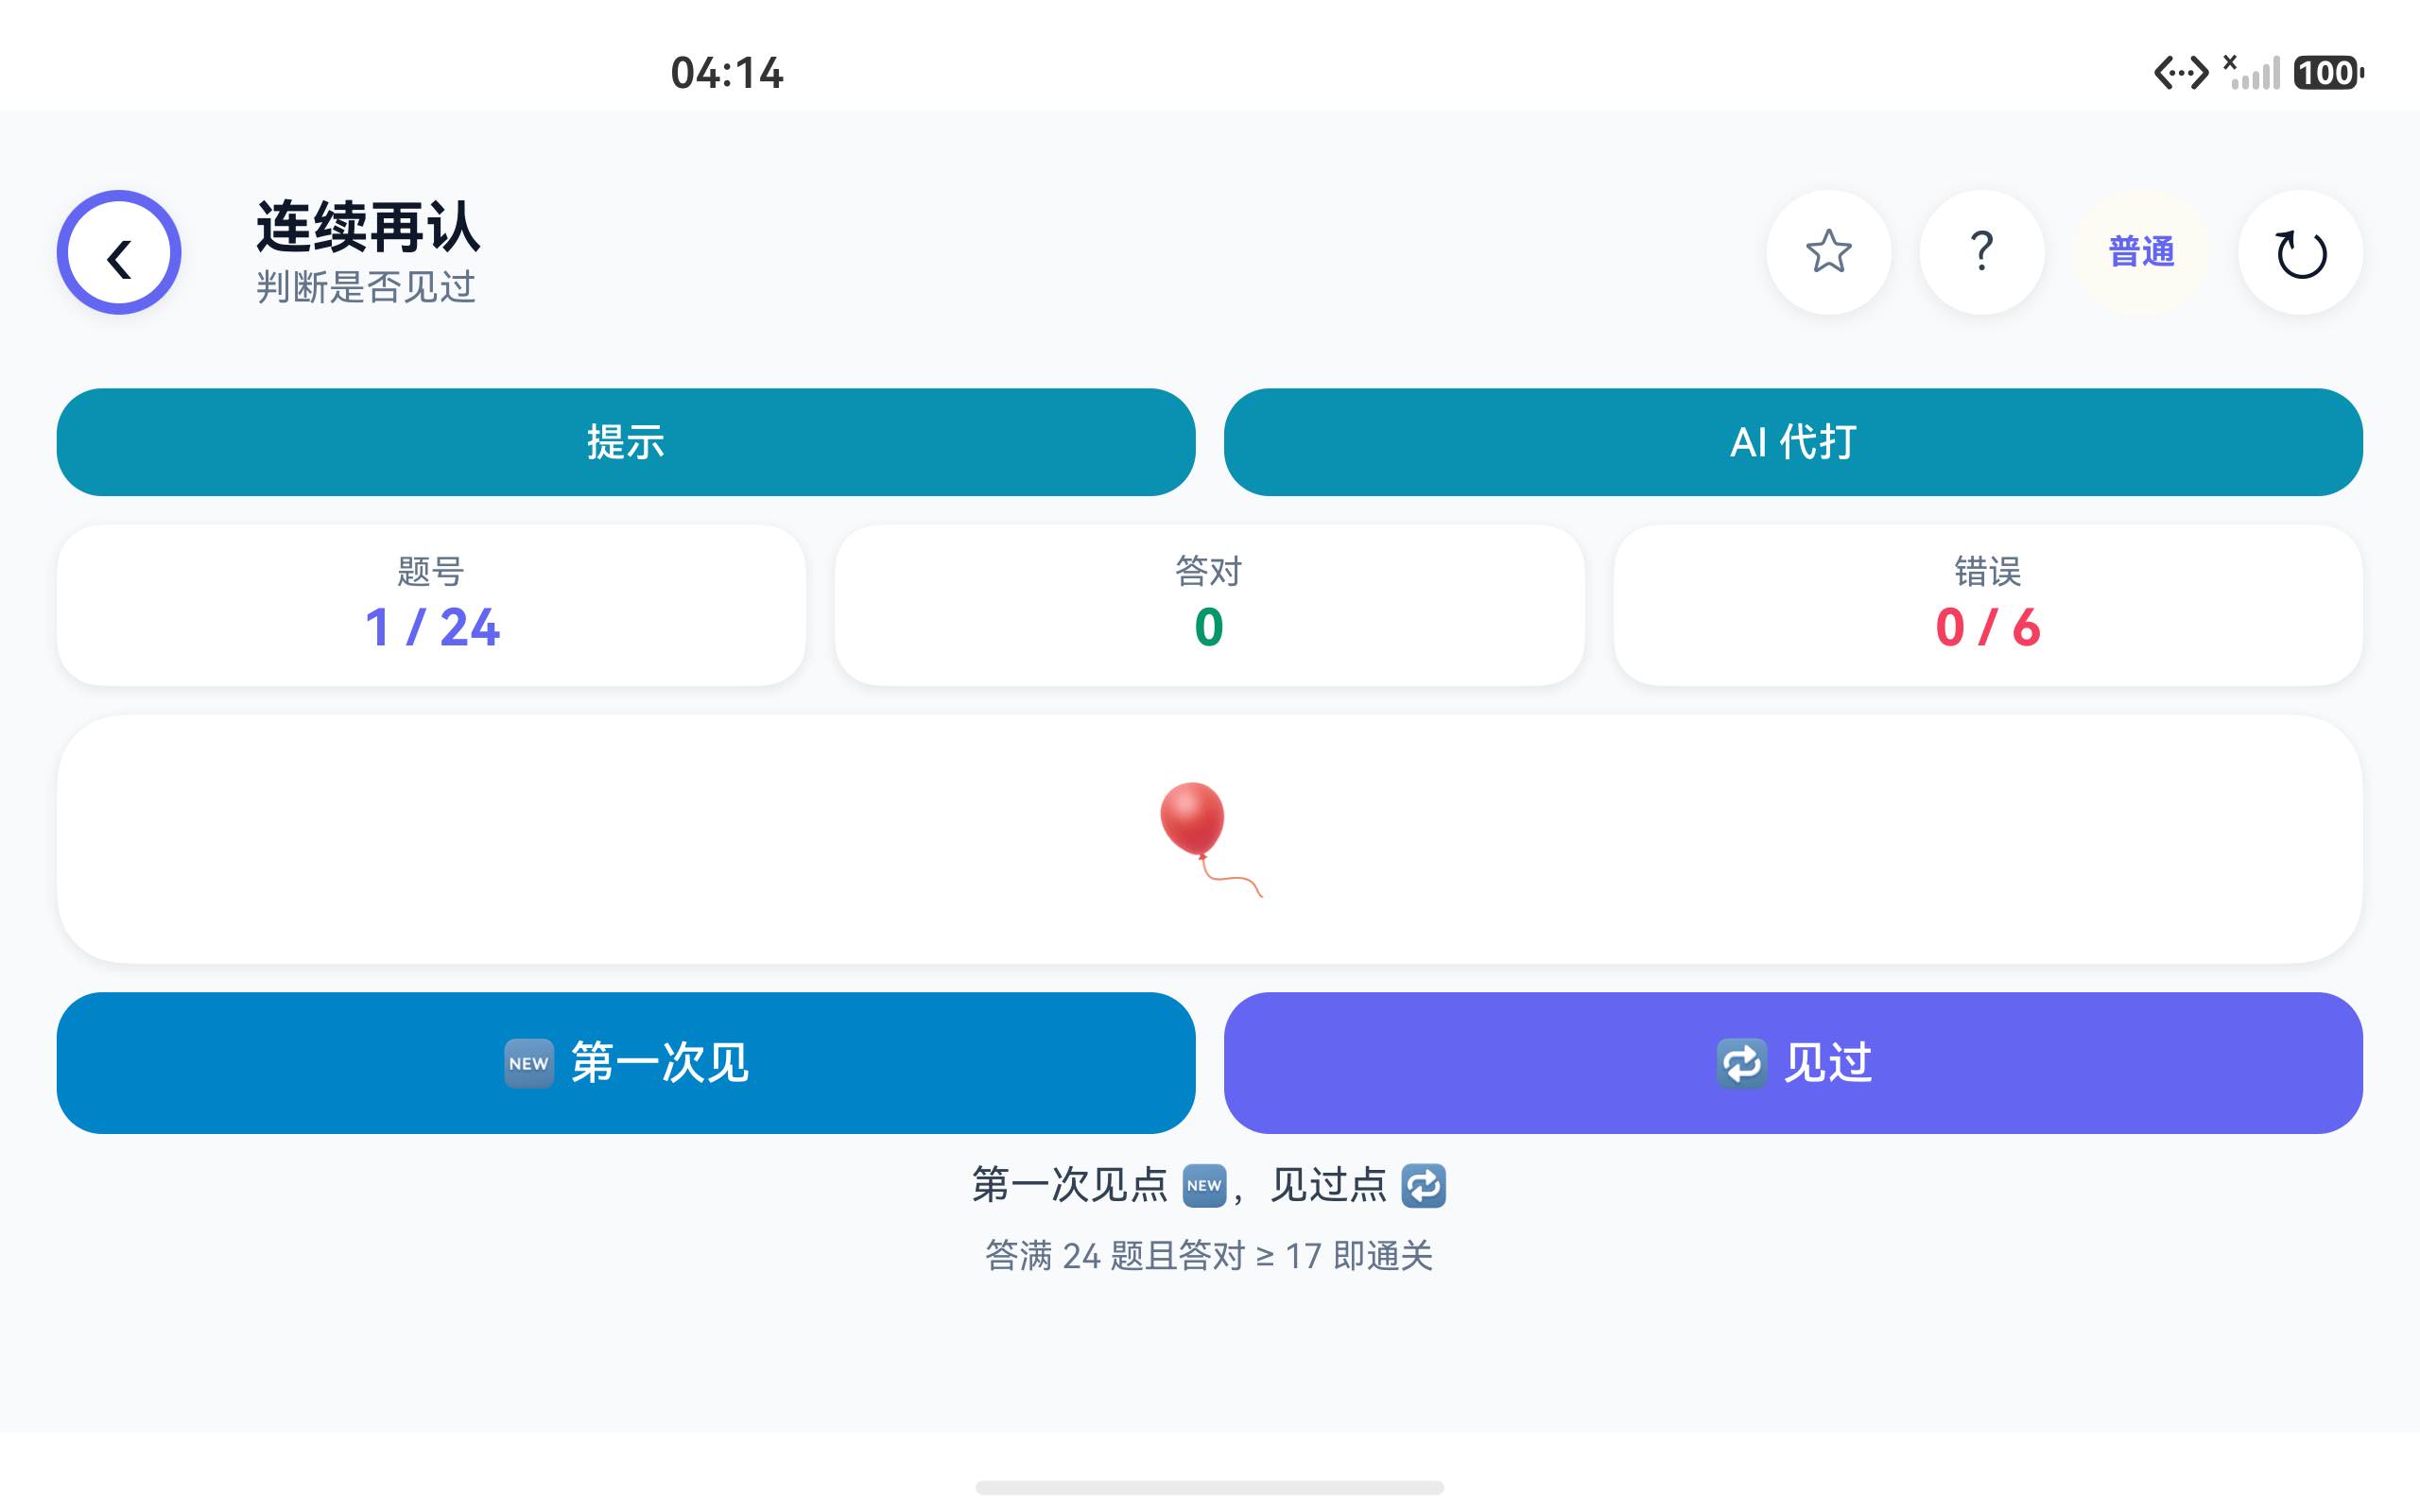 04:14
100
连续再认
判断是否见过
?
普通
提示
AI 代打
题号
1 / 24
答对
0
错误
0 / 6
NEW 第一次见
见过
第一次见点 NEW，见过点
答满 24 题且答对 ≥ 17 即通关